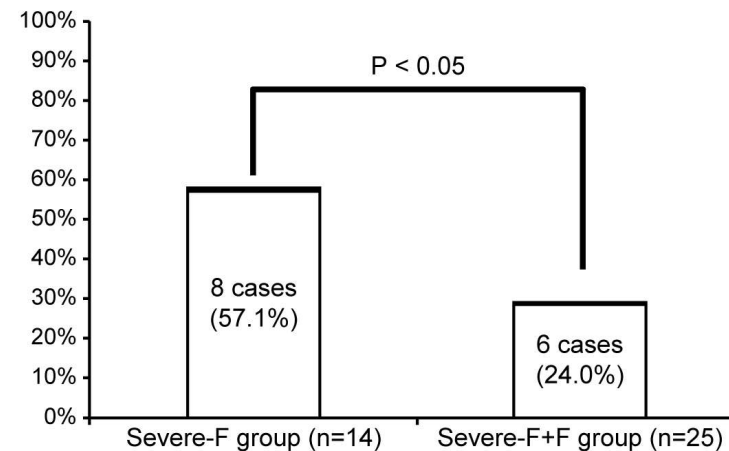 100%
90%
80%
70%
60%
50%
40%
30%
20%
10%
0%
P < 0.05
8 cases
(57.1%)
6 cases
(24.0%)
Severe-F group (n=14)
Severe-F+F group (n=25)